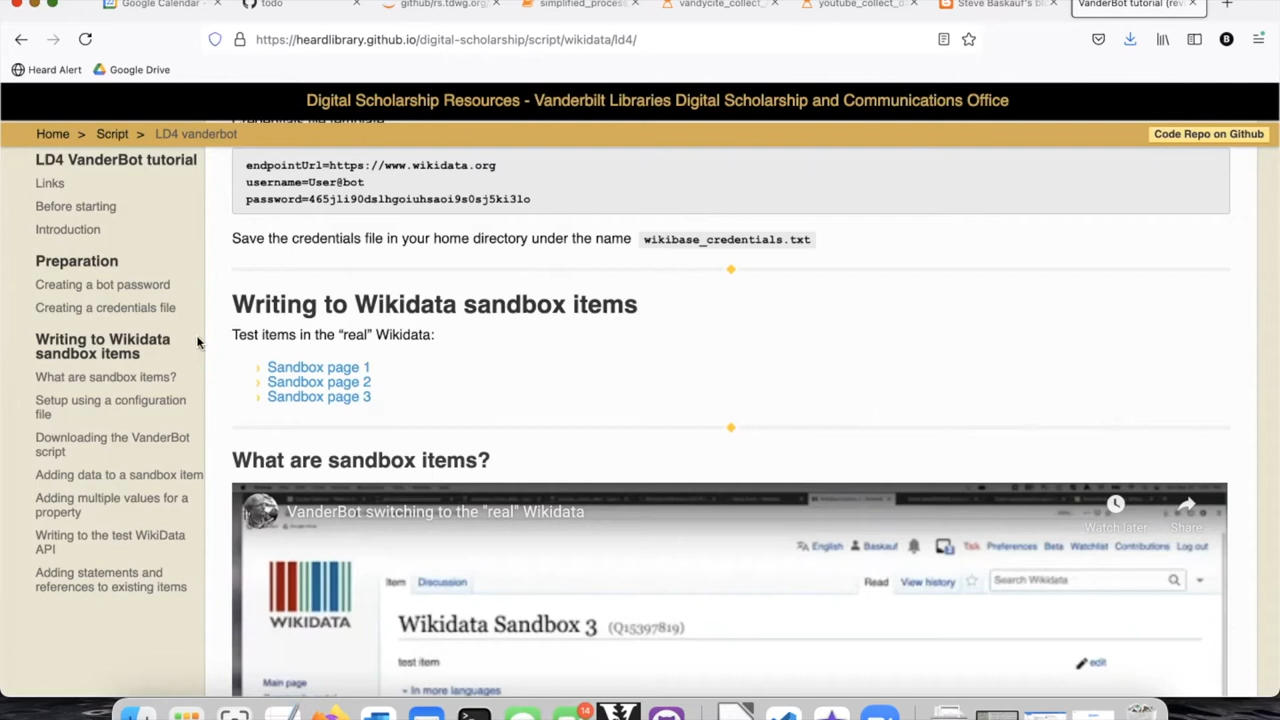 Google Calendar -
todo
github/rs.tdwg.org
simplified_process
vandycite_collect_
youtube_collect_d
Steve Baskauf's bl
VanderBot tutorial (rev
https://heardlibrary.github.io/digital-scholarship/script/wikidata/ld4/
Heard Alert
Google Drive
Digital Scholarship Resources - Vanderbilt Libraries Digital Scholarship and Communications Office
Home > Script > LD4 vanderbot
Code Repo on Github
LD4 VanderBot tutorial
Links
Before starting
Introduction
Preparation
Creating a bot password
Creating a credentials file
Writing to Wikidata
sandbox items
What are sandbox items?
Setup using a configuration
file
Downloading the VanderBot
script
Adding data to a sandbox item
Adding multiple values for a
property
Writing to the test WikiData
API
Adding statements and
references to existing items
Credentials file template
endpointUrl=https://www.wikidata.org
username=User@bot
password=465jli90dslhgoiuhsaoi9s0sj5ki3lo
Save the credentials file in your home directory under the name wikibase_credentials.txt
Writing to Wikidata sandbox items
Test items in the “real” Wikidata:
Sandbox page 1
Sandbox page 2
Sandbox page 3
What are sandbox items?
VanderBot switching to the "real" Wikidata
Watch later
Share
English Baskauf Talk Preferences Beta Watchlist Contributions Log out
WIKIDATA
Item Discussion Read View history Search Wikidata
Wikidata Sandbox 3 (Q15397819)
test item
edit
Main page
In more languages
14